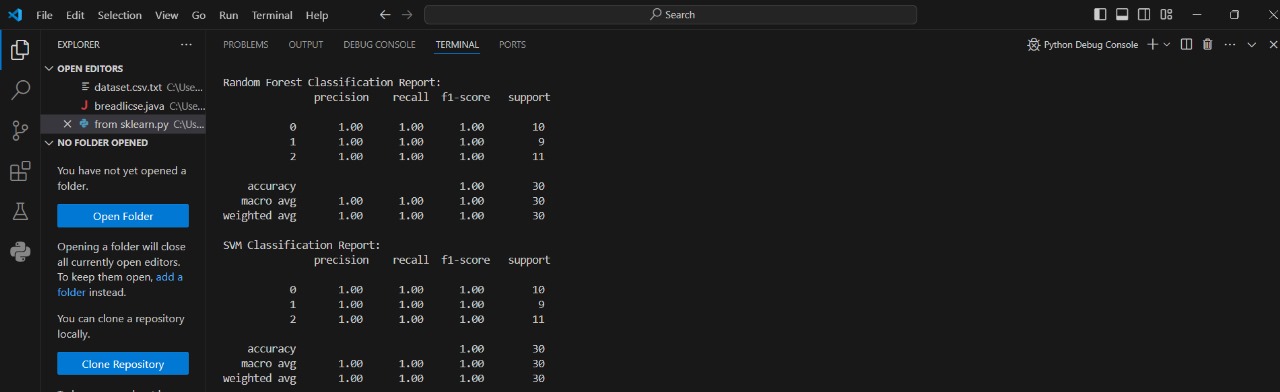 File Edit Selection View Go Run Terminal Help
Search
EXPLORER
OPEN EDITORS
dataset.csv.txt C:\Use...
breadlicse.java C:\Use...
from sklearn.py C:\Us...
NO FOLDER OPENED
You have not yet opened a
folder.
Open Folder
Opening a folder will close
all currently open editors.
To keep them open, add a
folder instead.
You can clone a repository
locally.
Clone Repository
PROBLEMS OUTPUT DEBUG CONSOLE TERMINAL PORTS
Python Debug Console
Random Forest Classification Report:
precision recall f1-score support
0 1.00 1.00 1.00 10
1 1.00 1.00 1.00 9
2 1.00 1.00 1.00 11
accuracy 1.00 30
macro avg 1.00 1.00 1.00 30
weighted avg 1.00 1.00 1.00 30
SVM Classification Report:
precision recall f1-score support
0 1.00 1.00 1.00 10
1 1.00 1.00 1.00 9
2 1.00 1.00 1.00 11
accuracy 1.00 30
macro avg 1.00 1.00 1.00 30
weighted avg 1.00 1.00 1.00 30